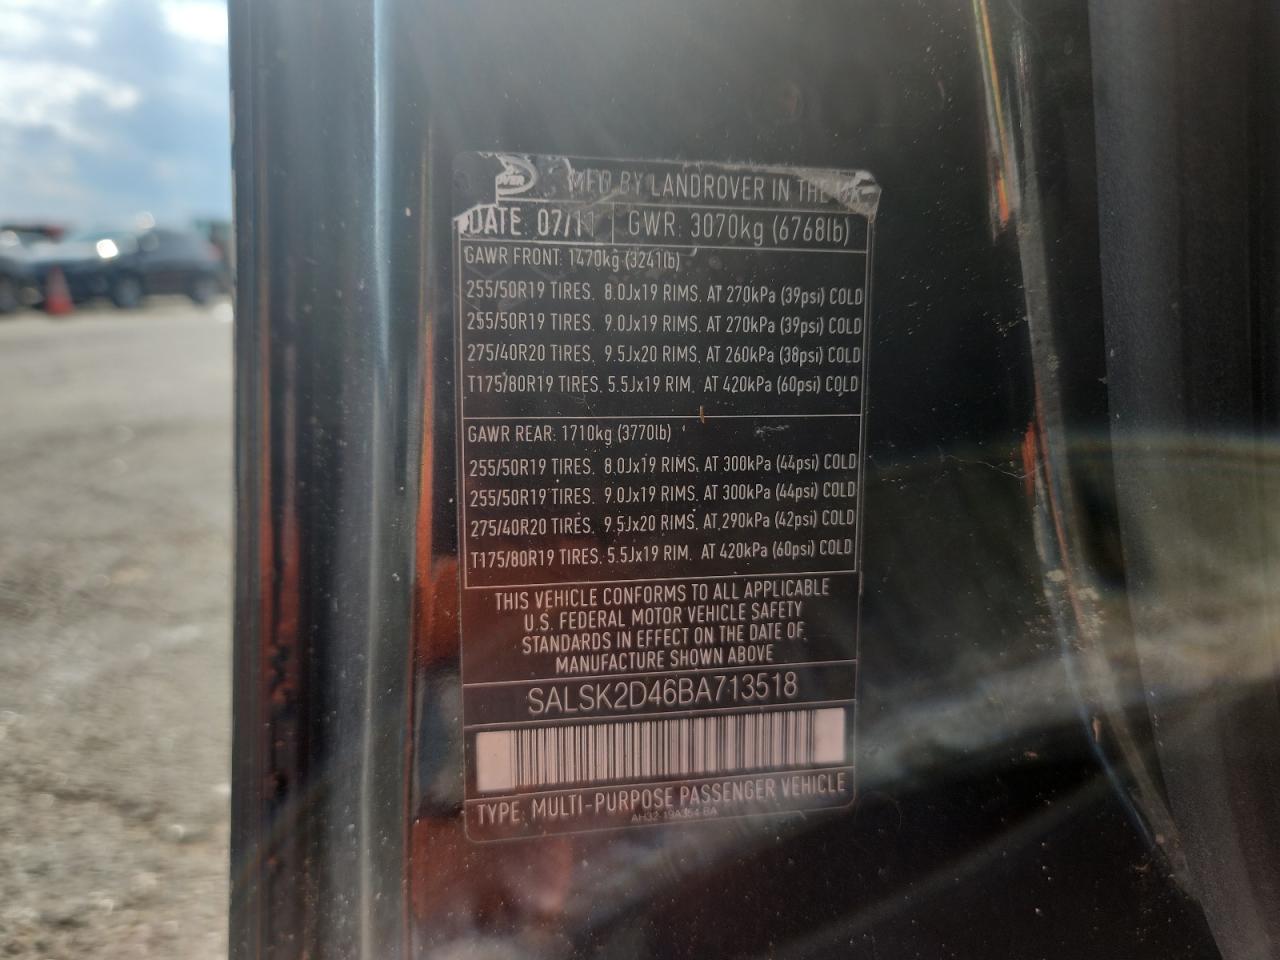 MFD BY LANDROVER IN THE UK
DATE: 07/11 GWR: 3070kg (6768lb)
GAWR FRONT: 1470kg (3241lb)
255/50R19 TIRES, 8.0Jx19 RIMS, AT 270kPa (39psi) COLD
255/50R19 TIRES, 9.0Jx19 RIMS, AT 270kPa (39psi) COLD
275/40R20 TIRES, 9.5Jx20 RIMS, AT 260kPa (38psi) COLD
T175/80R19 TIRES, 5.5Jx19 RIM, AT 420kPa (60psi) COLD
GAWR REAR: 1710kg (3770lb)
255/50R19 TIRES, 8.0Jx19 RIMS, AT 300kPa (44psi) COLD
255/50R19 TIRES, 9.0Jx19 RIMS, AT 300kPa (44psi) COLD
275/40R20 TIRES, 9.5Jx20 RIMS, AT 290kPa (42psi) COLD
T175/80R19 TIRES, 5.5Jx19 RIM, AT 420kPa (60psi) COLD
THIS VEHICLE CONFORMS TO ALL APPLICABLE
U.S. FEDERAL MOTOR VEHICLE SAFETY
STANDARDS IN EFFECT ON THE DATE OF
MANUFACTURE SHOWN ABOVE
SALSK2D46BA713518
TYPE: MULTI-PURPOSE PASSENGER VEHICLE
AH32 19A354 BA